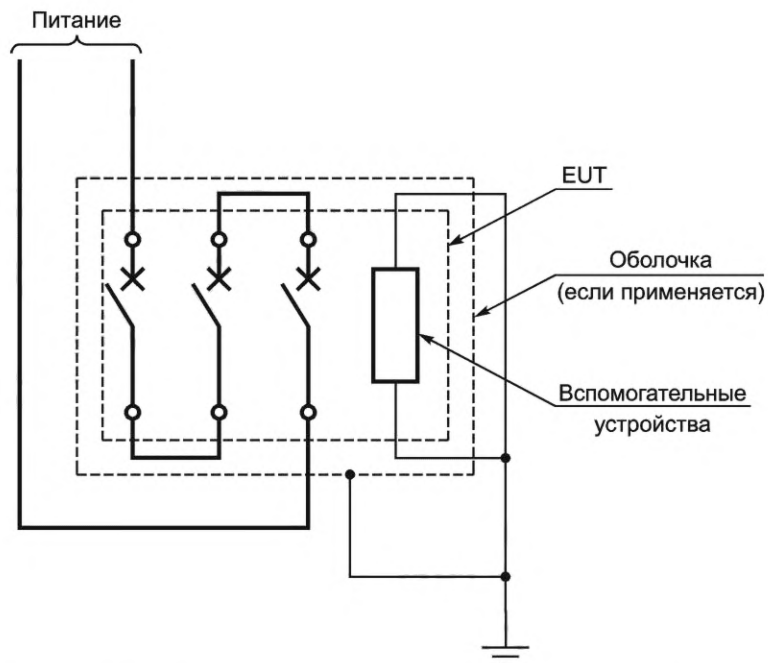 Питание
EUT
Оболочка
(если применяется)
Вспомогательные
устройства